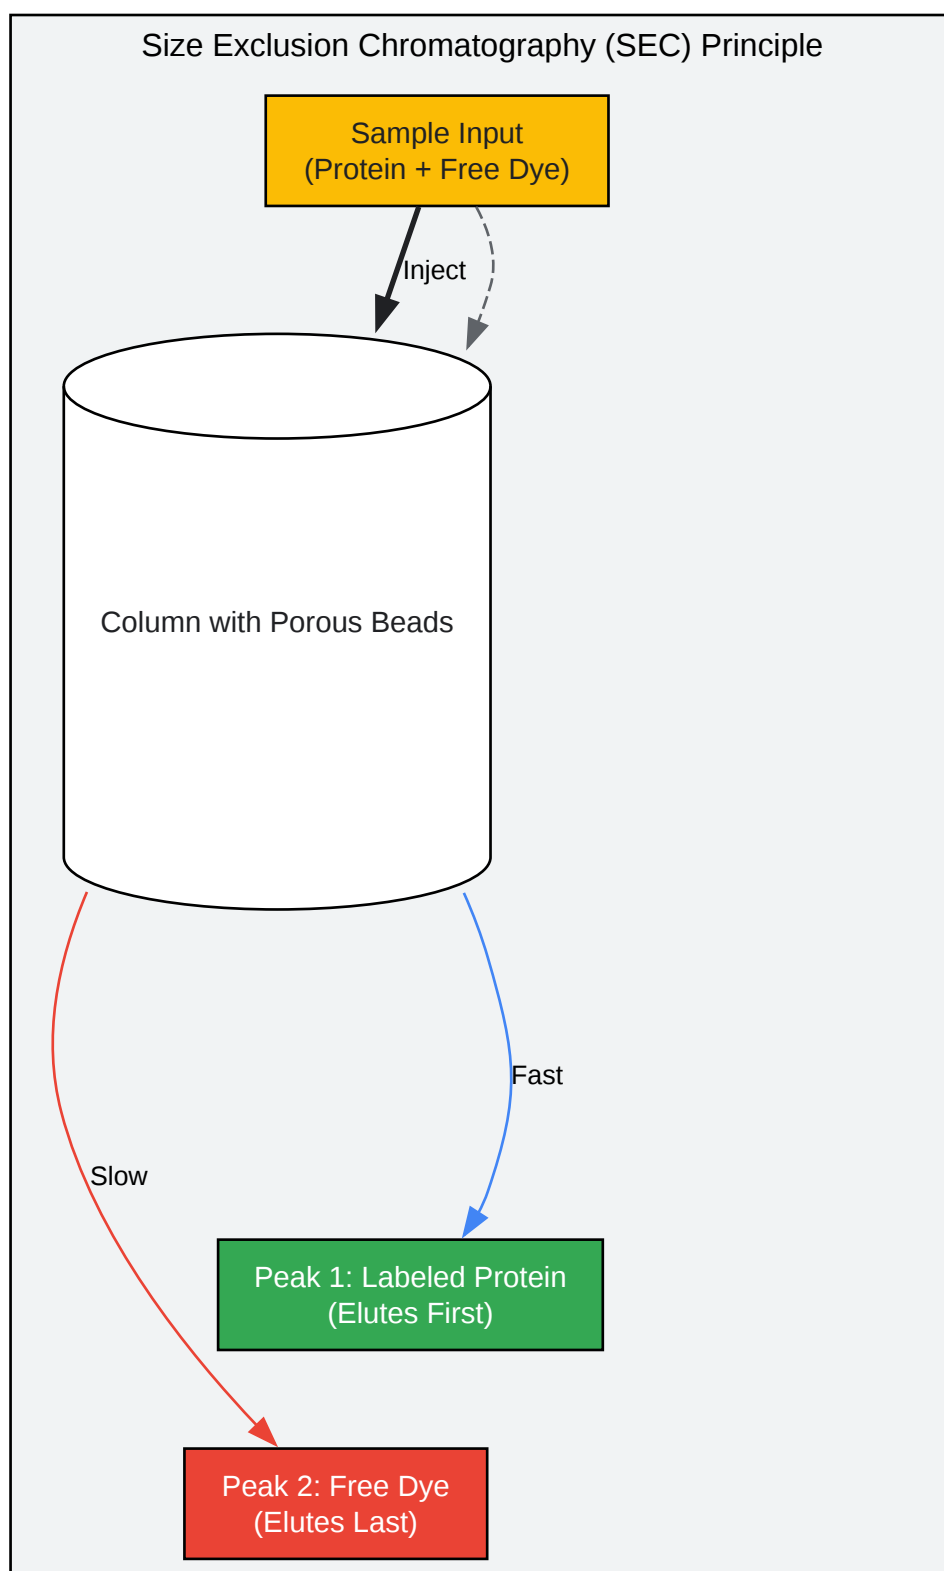 Size Exclusion Chromatography (SEC) Principle
Sample Input
(Protein + Free Dye)
Inject
Column with Porous Beads
Fast
Slow
Peak 1: Labeled Protein
(Elutes First)
Peak 2: Free Dye
(Elutes Last)